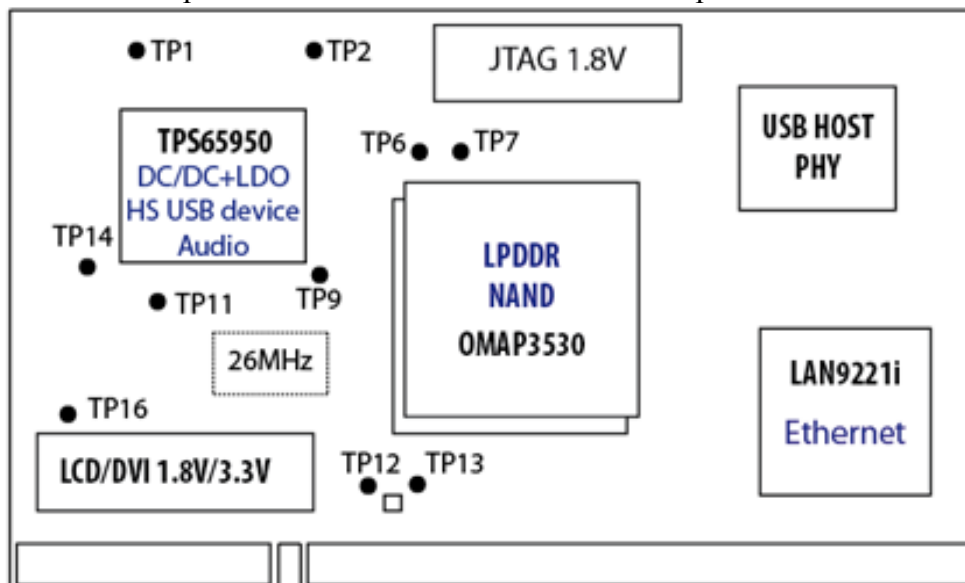 TP1
TP2
JTAG 1.8V
TPS65950
DC/DC+LDO
HS USB device
Audio
TP6
TP7
USB HOST
PHY
TP14
TP11
TP9
LPDDR
NAND
OMAP3530
26MHz
LAN9221i
Ethernet
TP16
LCD/DVI 1.8V/3.3V
TP12
TP13